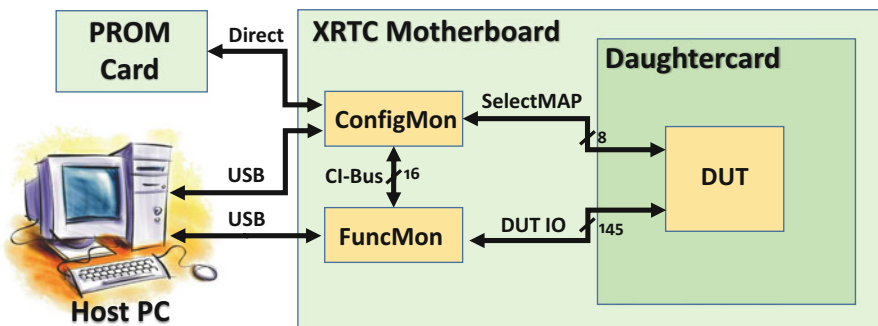 PROM
Card
Direct
XRTC Motherboard
Daughtercard
SelectMAP
ConfigMon
8
DUT
USB
CI-Bus
16
USB
FuncMon
DUT IO
145
Host PC